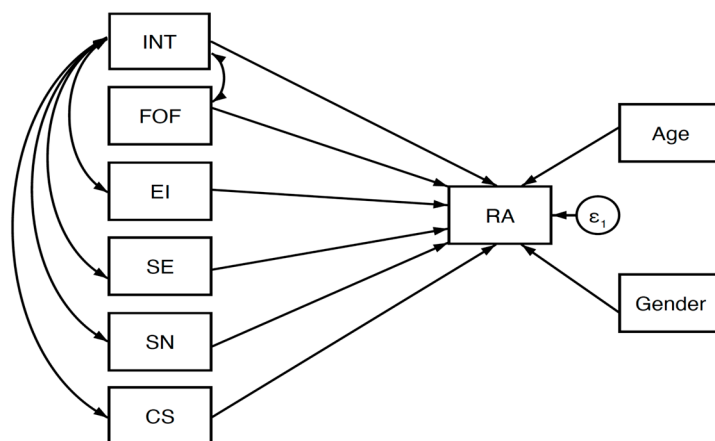 INT
FOF
EI
SE
SN
CS
RA
ε1
Age
Gender